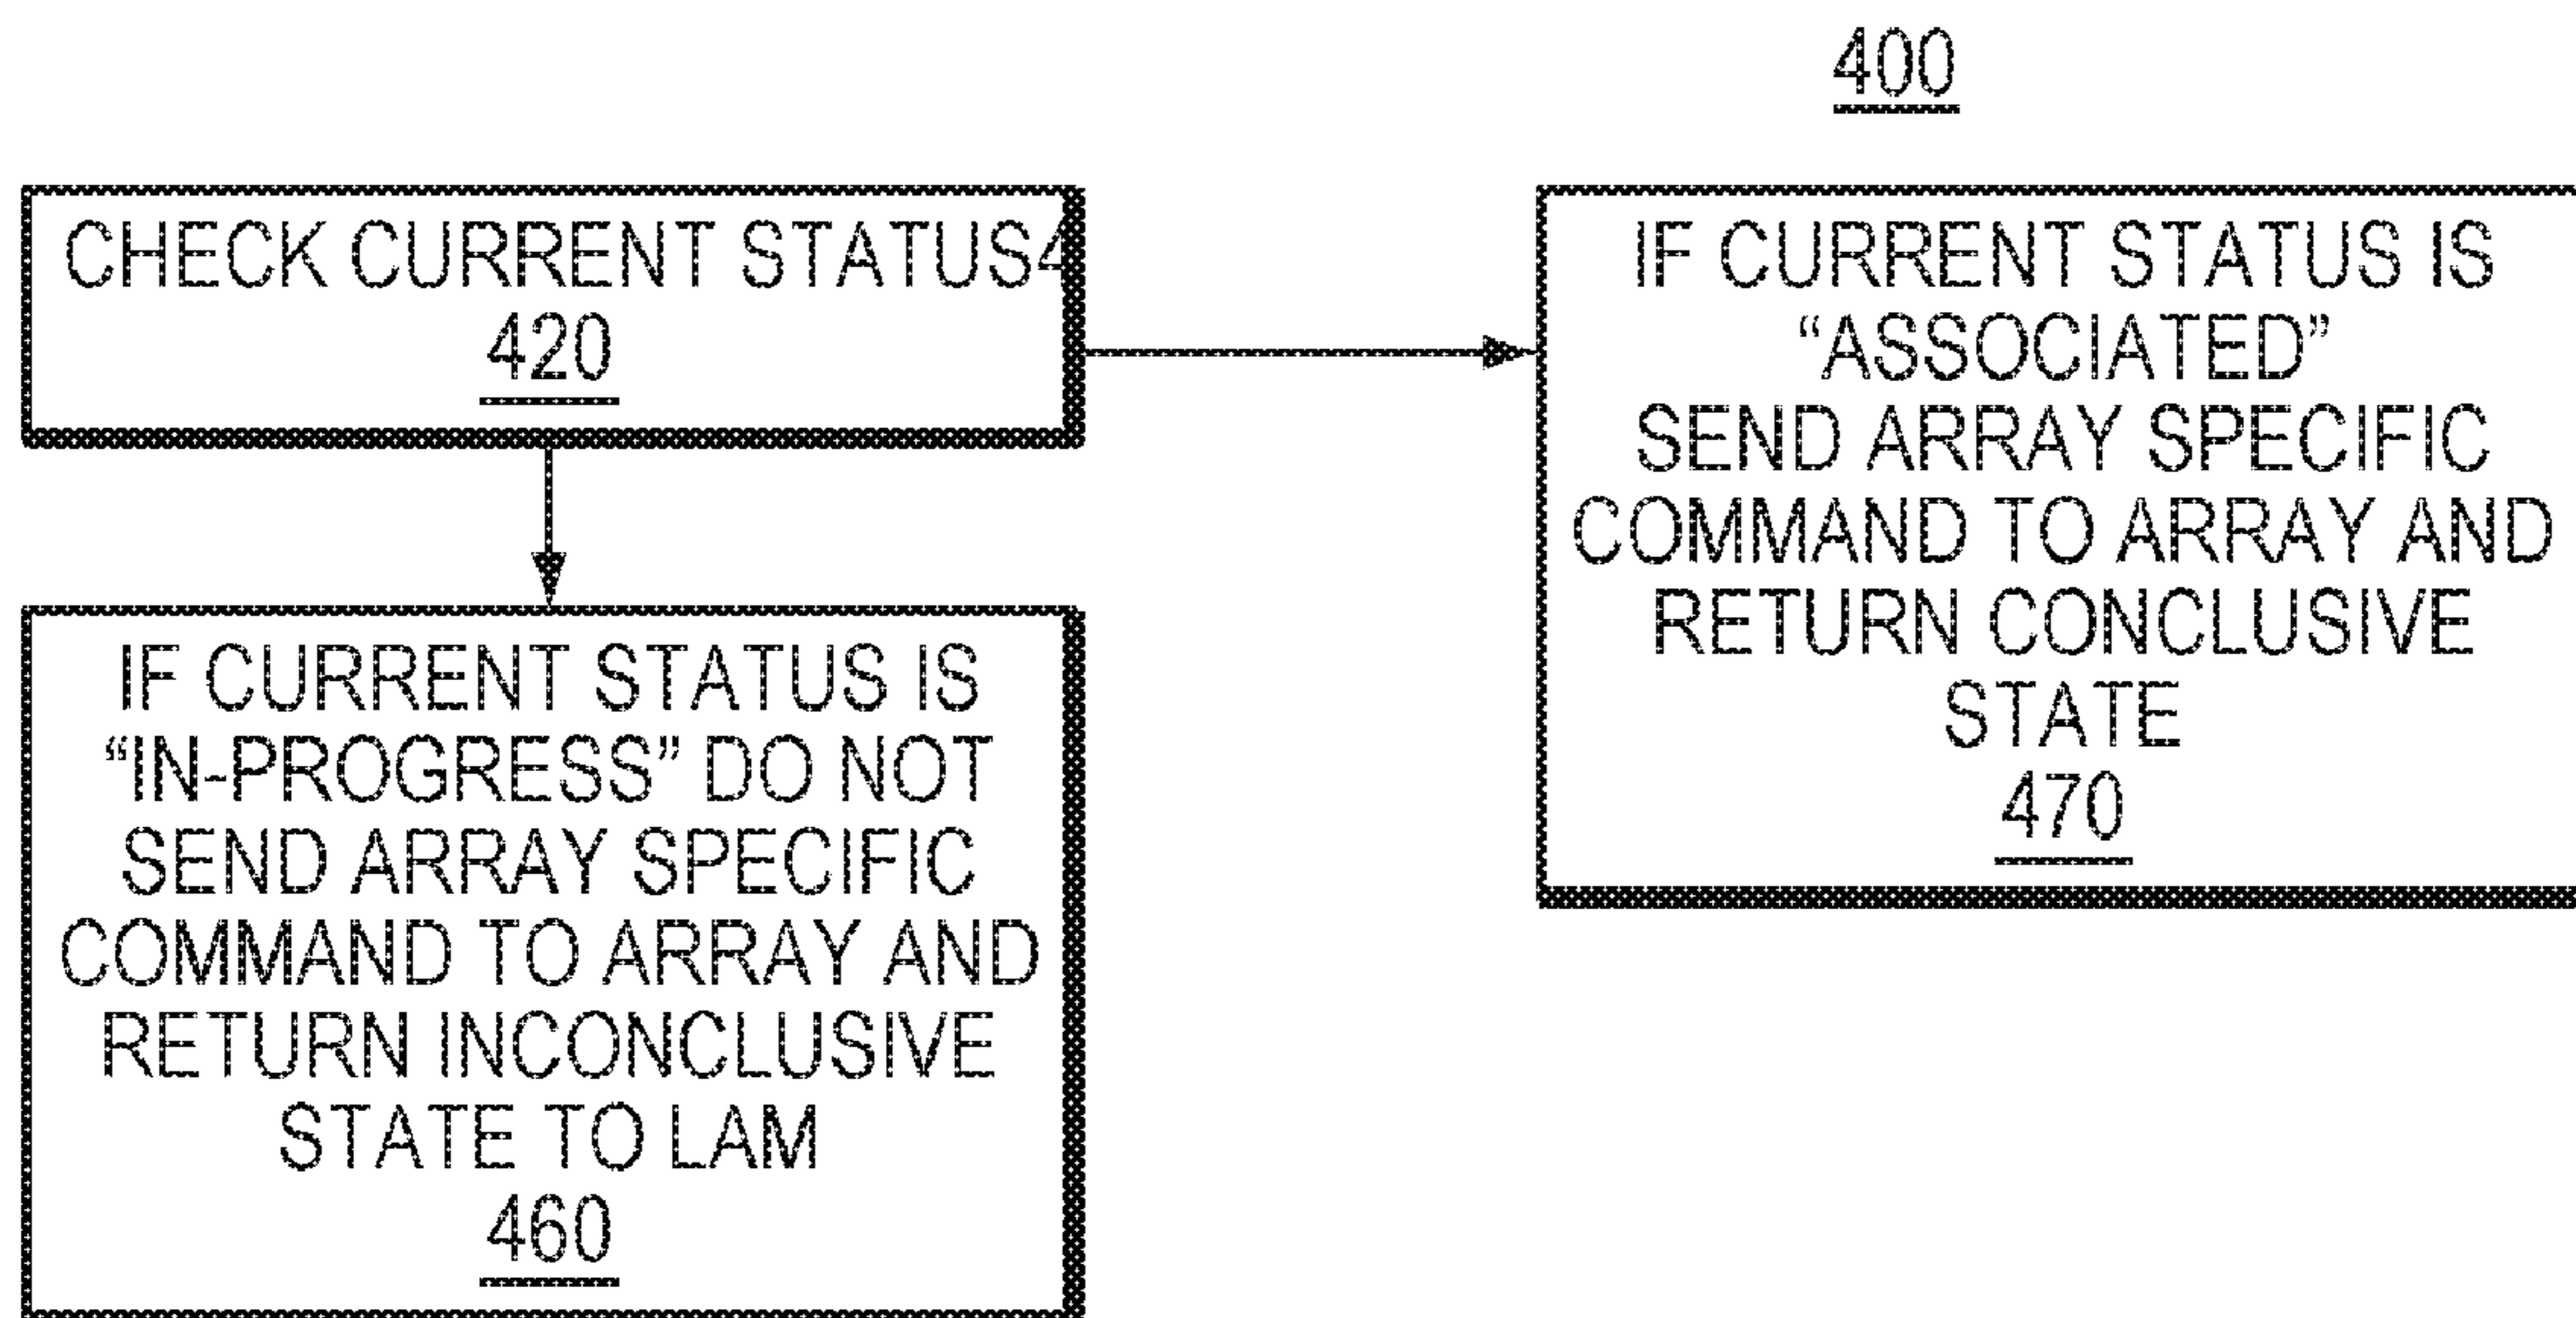 400
CHECK CURRENT STATUS4
420
IF CURRENT STATUS IS
“IN-PROGRESS” DO NOT
SEND ARRAY SPECIFIC
COMMAND TO ARRAY AND
RETURN INCONCLUSIVE
STATE TO LAM
460
IF CURRENT STATUS IS
“ASSOCIATED”
SEND ARRAY SPECIFIC
COMMAND TO ARRAY AND
RETURN CONCLUSIVE
STATE
470